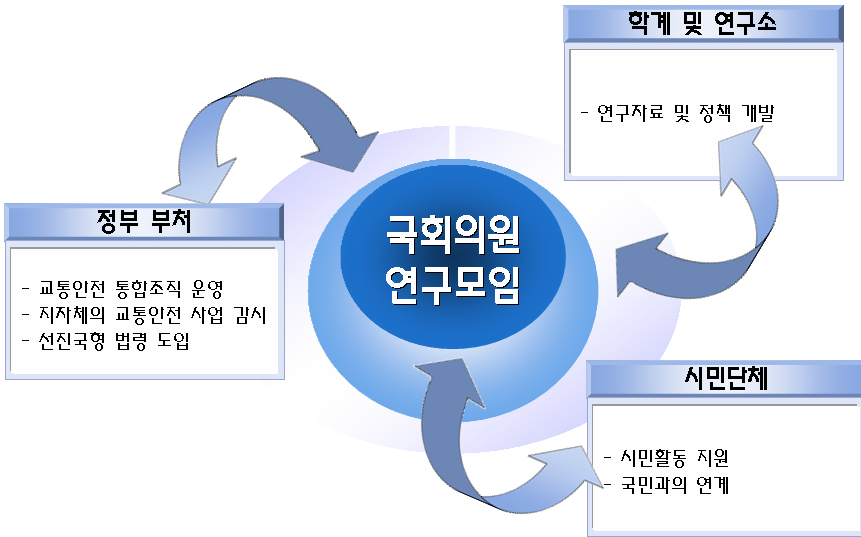 학계 및 연구소
- 연구자료 및 정책 개발
정부 부처
- 교통안전 통합조직 운영
- 지자체의 교통안전 사업 감시
- 선진국형 법령 도입
국회의원
연구모임
시민단체
- 시민활동 지원
- 국민과의 연계